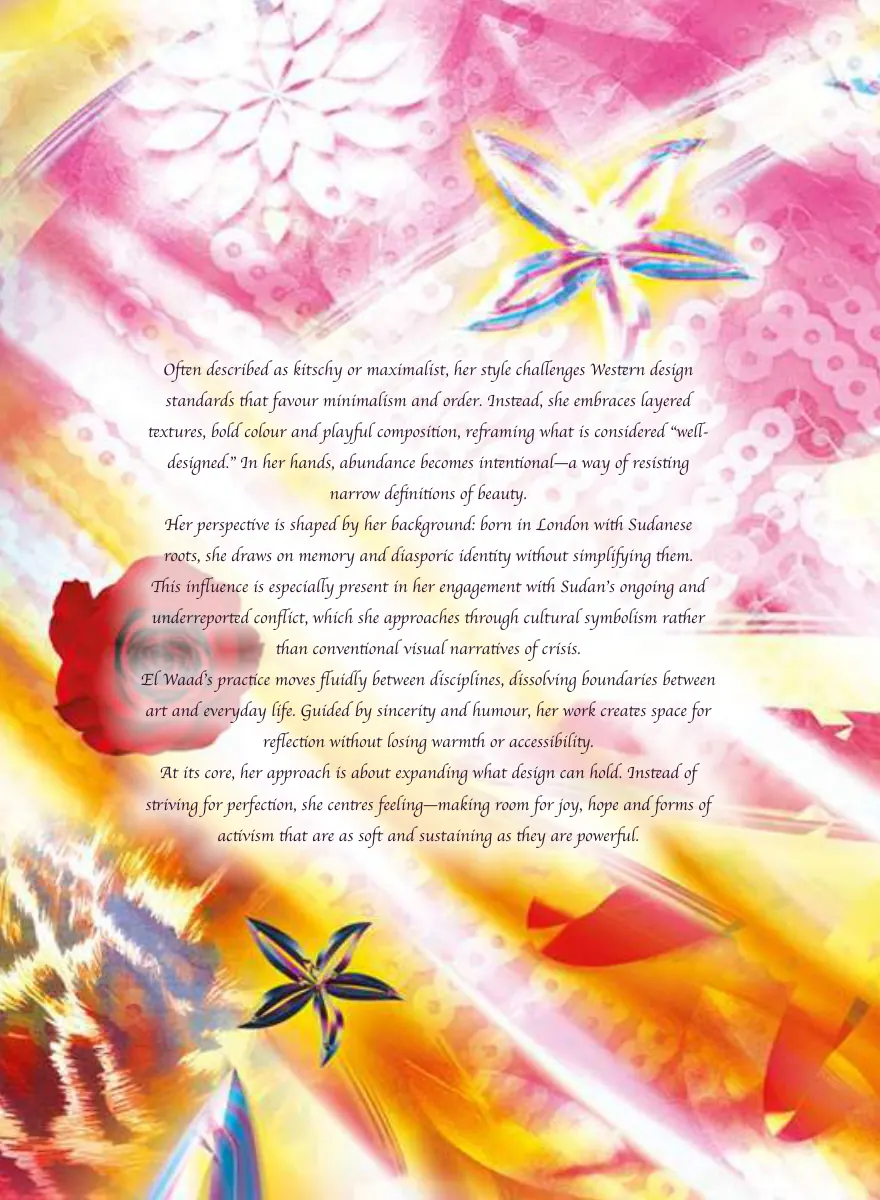 Often described as kitschy or maximalist, her style challenges Western design
standards that favour minimalism and order. Instead, she embraces layered
textures, bold colour and playful composition, reframing what is considered “well-
designed.” In her hands, abundance becomes intentional—a way of resisting
narrow definitions of beauty.
Her perspective is shaped by her background: born in London with Sudanese
roots, she draws on memory and diasporic identity without simplifying them.
This influence is especially present in her engagement with Sudan’s ongoing and
underreported conflict, which she approaches through cultural symbolism rather
than conventional visual narratives of crisis.
El Waad’s practice moves fluidly between disciplines, dissolving boundaries between
art and everyday life. Guided by sincerity and humour, her work creates space for
reflection without losing warmth or accessibility.
At its core, her approach is about expanding what design can hold. Instead of
striving for perfection, she centres feeling—making room for joy, hope and forms of
activism that are as soft and sustaining as they are powerful.